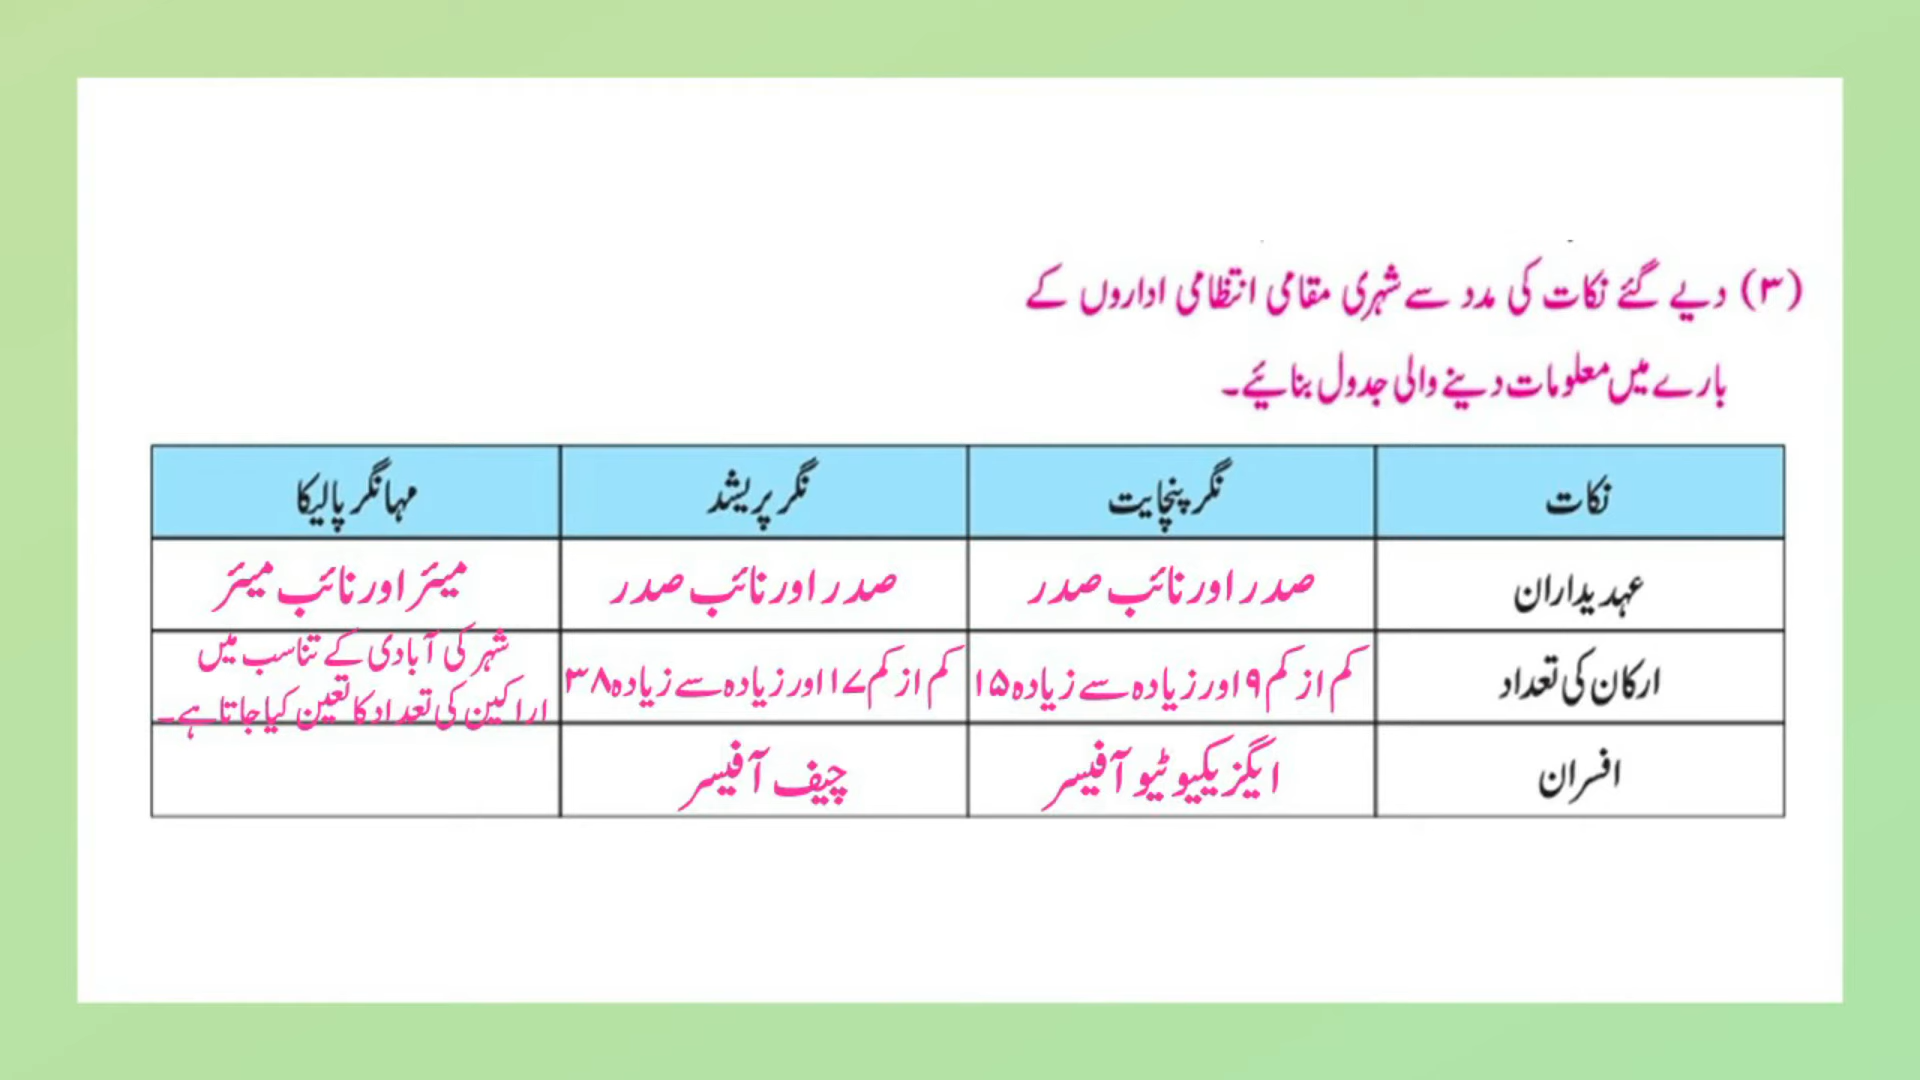 (۳) دیے گئے نکات کی مدد سے شہری مقامی انتظامی اداروں کے
بارے میں معلومات دینے والی جدول بنائیے۔
نکات نگر پنچایت نگر پریشد مہانگر پالیکا
عہدیداران صدر اور نائب صدر صدر اور نائب صدر میئر اور نائب میئر
ارکان کی تعداد کم از کم ۹ اور زیادہ سے زیادہ ۱۵ کم از کم ۱۷ اور زیادہ سے زیادہ ۳۸ شہر کی آبادی کے تناسب میں
اراکین کی تعداد کا تعین کیا جاتا ہے۔
افسران ایگزیکیوٹیو آفیسر چیف آفیسر